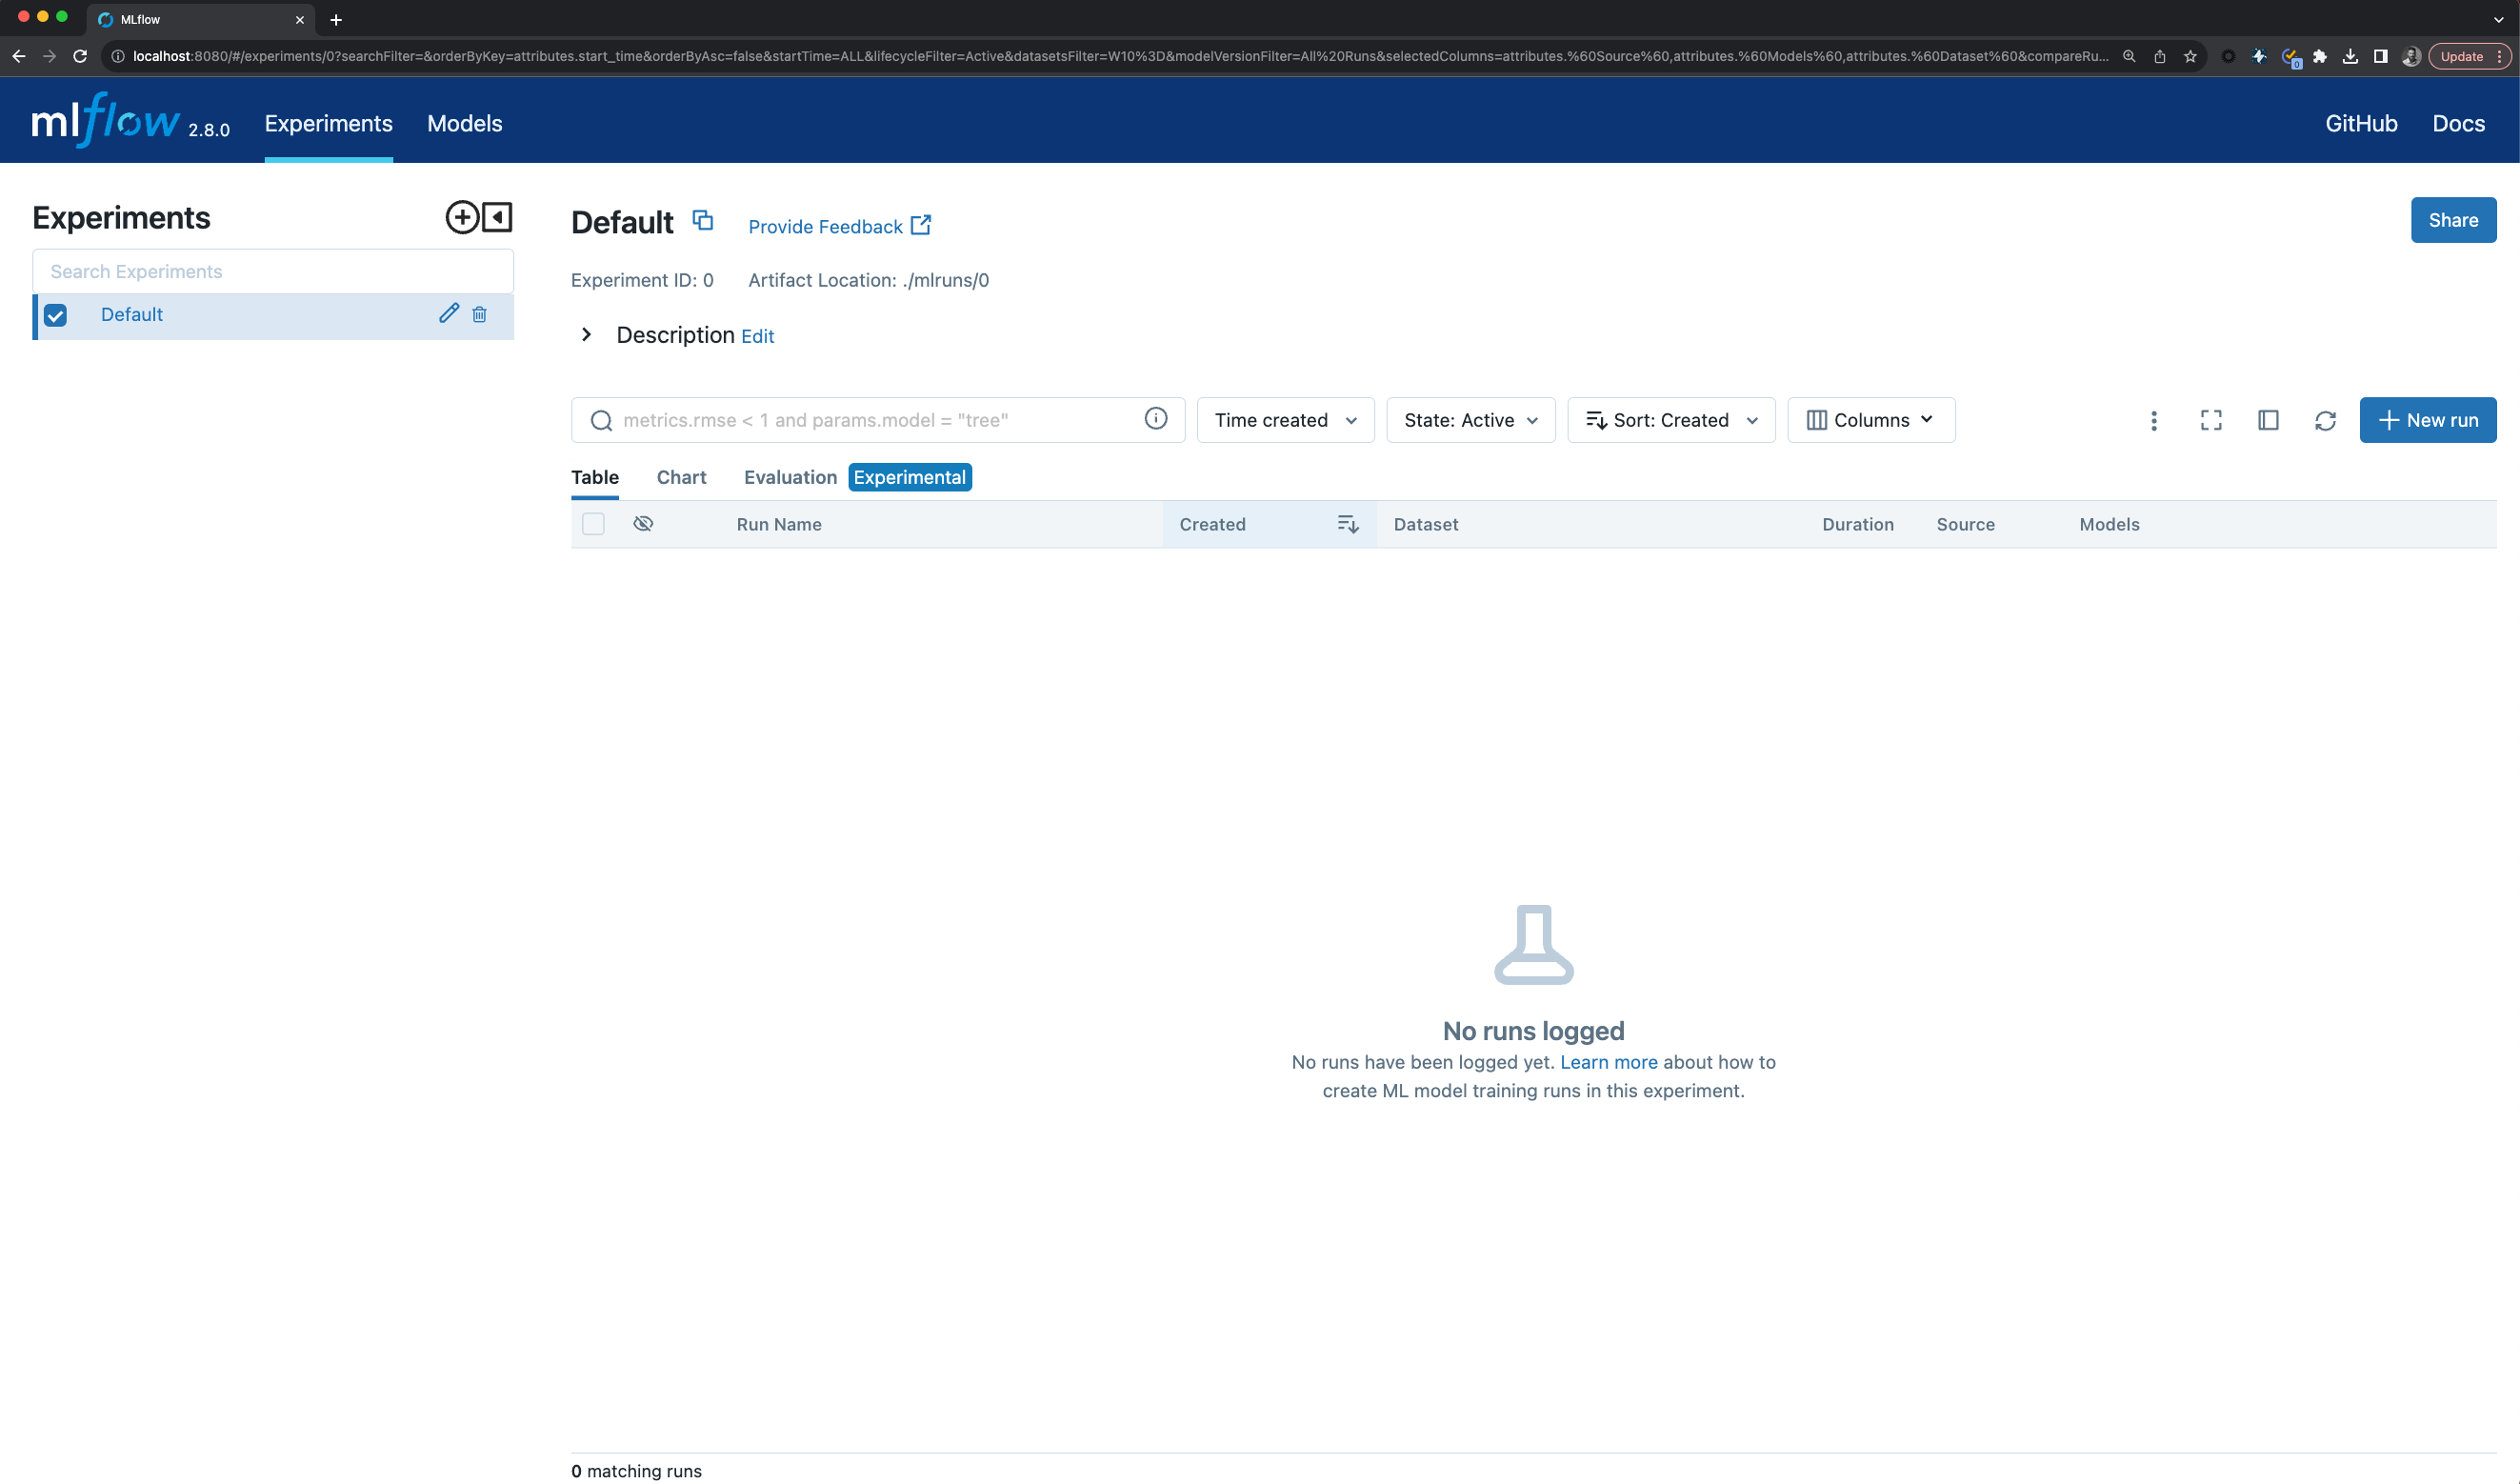 MLflow
localhost:8080/#/experiments/0?searchFilter=&orderByKey=attributes.start_time&orderByAsc=false&startTime=ALL&lifecycleFilter=Active&datasetsFilter=W10%3D&modelVersionFilter=All%20Runs&selectedColumns=attributes.%60Source%60,attributes.%60Models%60,attributes.%60Dataset%60&compareRu...
0
Update
mlflow 2.8.0 Experiments Models GitHub Docs
Experiments
Search Experiments
Default
Default Provide Feedback Share
Experiment ID: 0 Artifact Location: ./mlruns/0
Description Edit
metrics.rmse < 1 and params.model = "tree" Time created State: Active Sort: Created Columns New run
Table Chart Evaluation Experimental
Run Name Created Dataset Duration Source Models
No runs logged
No runs have been logged yet. Learn more about how to
create ML model training runs in this experiment.
0 matching runs